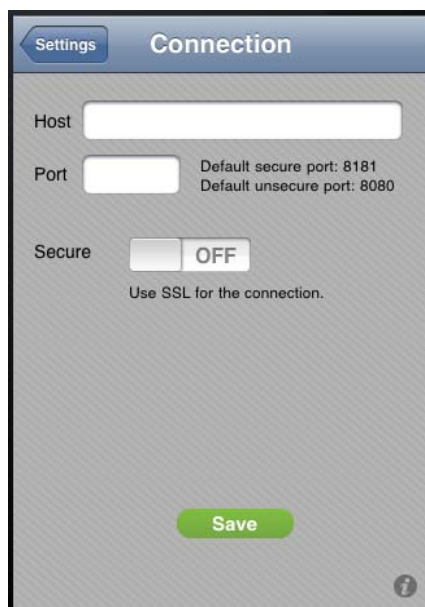 Settings
Connection
Host
Port
Default secure port: 8181
Default unsecure port: 8080
Secure
OFF
Use SSL for the connection.
Save
i